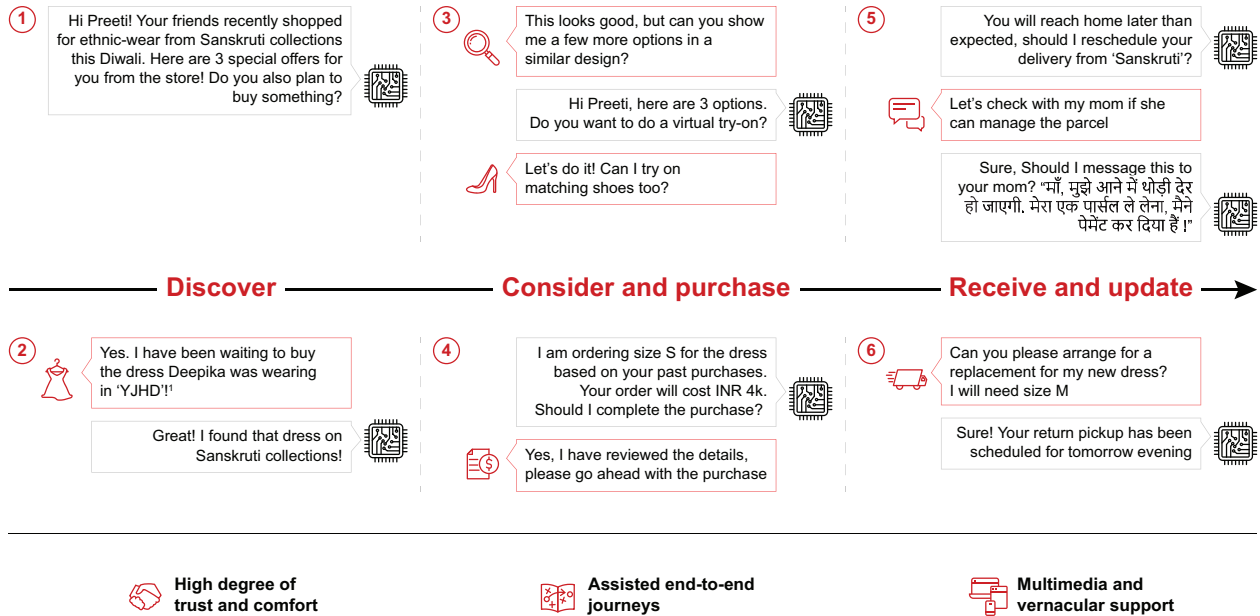 1
Hi Preeti! Your friends recently shopped
for ethnic-wear from Sanskruti collections
this Diwali. Here are 3 special offers for
you from the store! Do you also plan to
buy something?
3
This looks good, but can you show
me a few more options in a
similar design?
Hi Preeti, here are 3 options.
Do you want to do a virtual try-on?
Let's do it! Can I try on
matching shoes too?
5
You will reach home later than
expected, should I reschedule your
delivery from ‘Sanskruti’?
Let's check with my mom if she
can manage the parcel
Sure, Should I message this to
your mom? “माँ, मुझे आने में थोड़ी देर
हो जाएगी. मेरा एक पार्सल ले लेना, मैने
पेमेंट कर दिया हैं !”
Discover
Consider and purchase
Receive and update
2
Yes. I have been waiting to buy
the dress Deepika was wearing
in ‘YJHD’!¹
Great! I found that dress on
Sanskruti collections!
4
I am ordering size S for the dress
based on your past purchases.
Your order will cost INR 4k.
Should I complete the purchase?
Yes, I have reviewed the details,
please go ahead with the purchase
6
Can you please arrange for a
replacement for my new dress?
I will need size M
Sure! Your return pickup has been
scheduled for tomorrow evening
High degree of
trust and comfort
Assisted end-to-end
journeys
Multimedia and
vernacular support